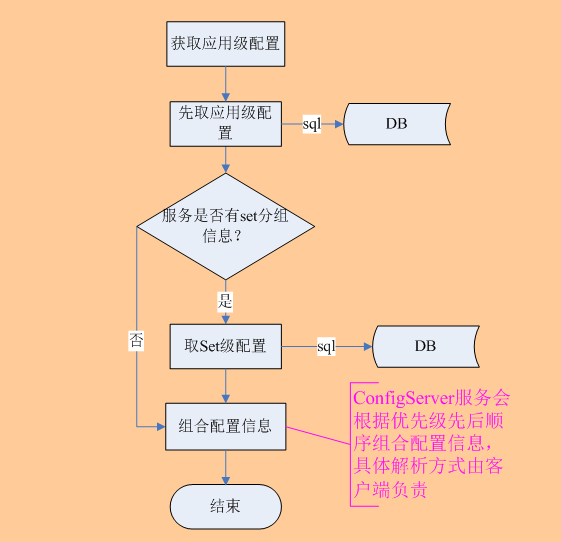 获取应用级配置
先取应用级配
置
sql
DB
服务是否有set分组
信息？
是
否
取Set级配置
sql
DB
组合配置信息
ConfigServer服务会
根据优先级先后顺
序组合配置信息，
具体解析方式由客
户端负责
结束